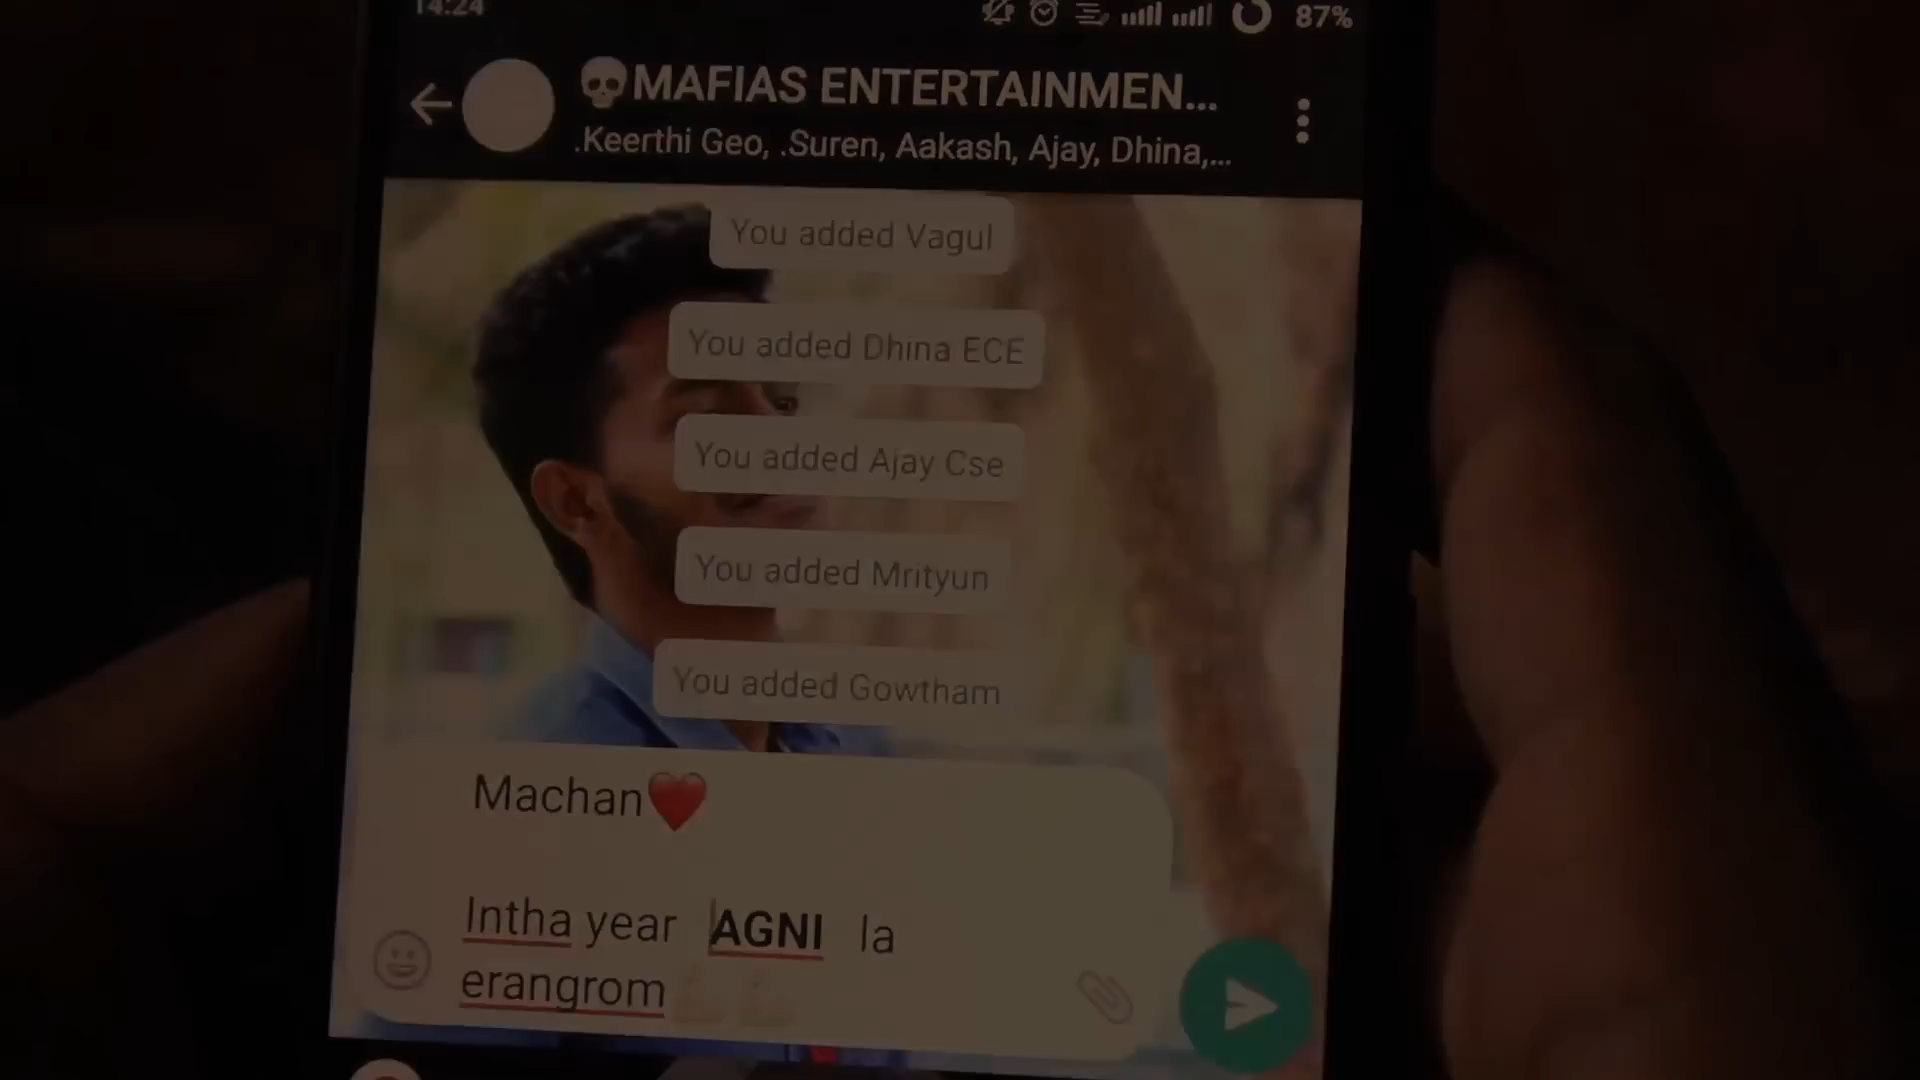 14:24 87%
💀MAFIAS ENTERTAINMEN...
.Keerthi Geo, .Suren, Aakash, Ajay, Dhina,...
You added Vagul
You added Dhina ECE
You added Ajay Cse
You added Mrityun
You added Gowtham
Machan❤️
Intha year AGNI la
erangrom